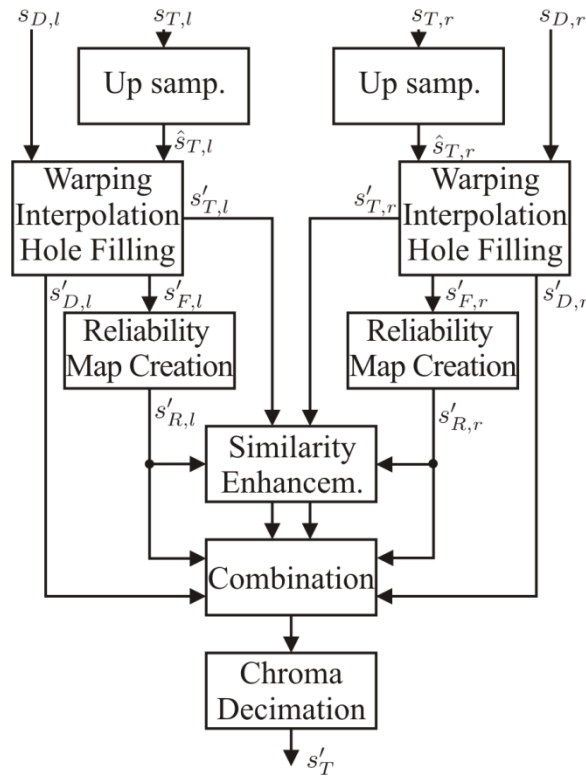 s_{D,l} s_{T,l} s_{T,r} s_{D,r}
Up samp. Up samp.
ŝ_{T,l} ŝ_{T,r}
Warping
Interpolation
Hole Filling
s′_{T,l} s′_{T,r}
Warping
Interpolation
Hole Filling
s′_{D,l} s′_{F,l} s′_{F,r} s′_{D,r}
Reliability
Map Creation
Reliability
Map Creation
s′_{R,l} s′_{R,r}
Similarity
Enhancem.
Combination
Chroma
Decimation
s′_T